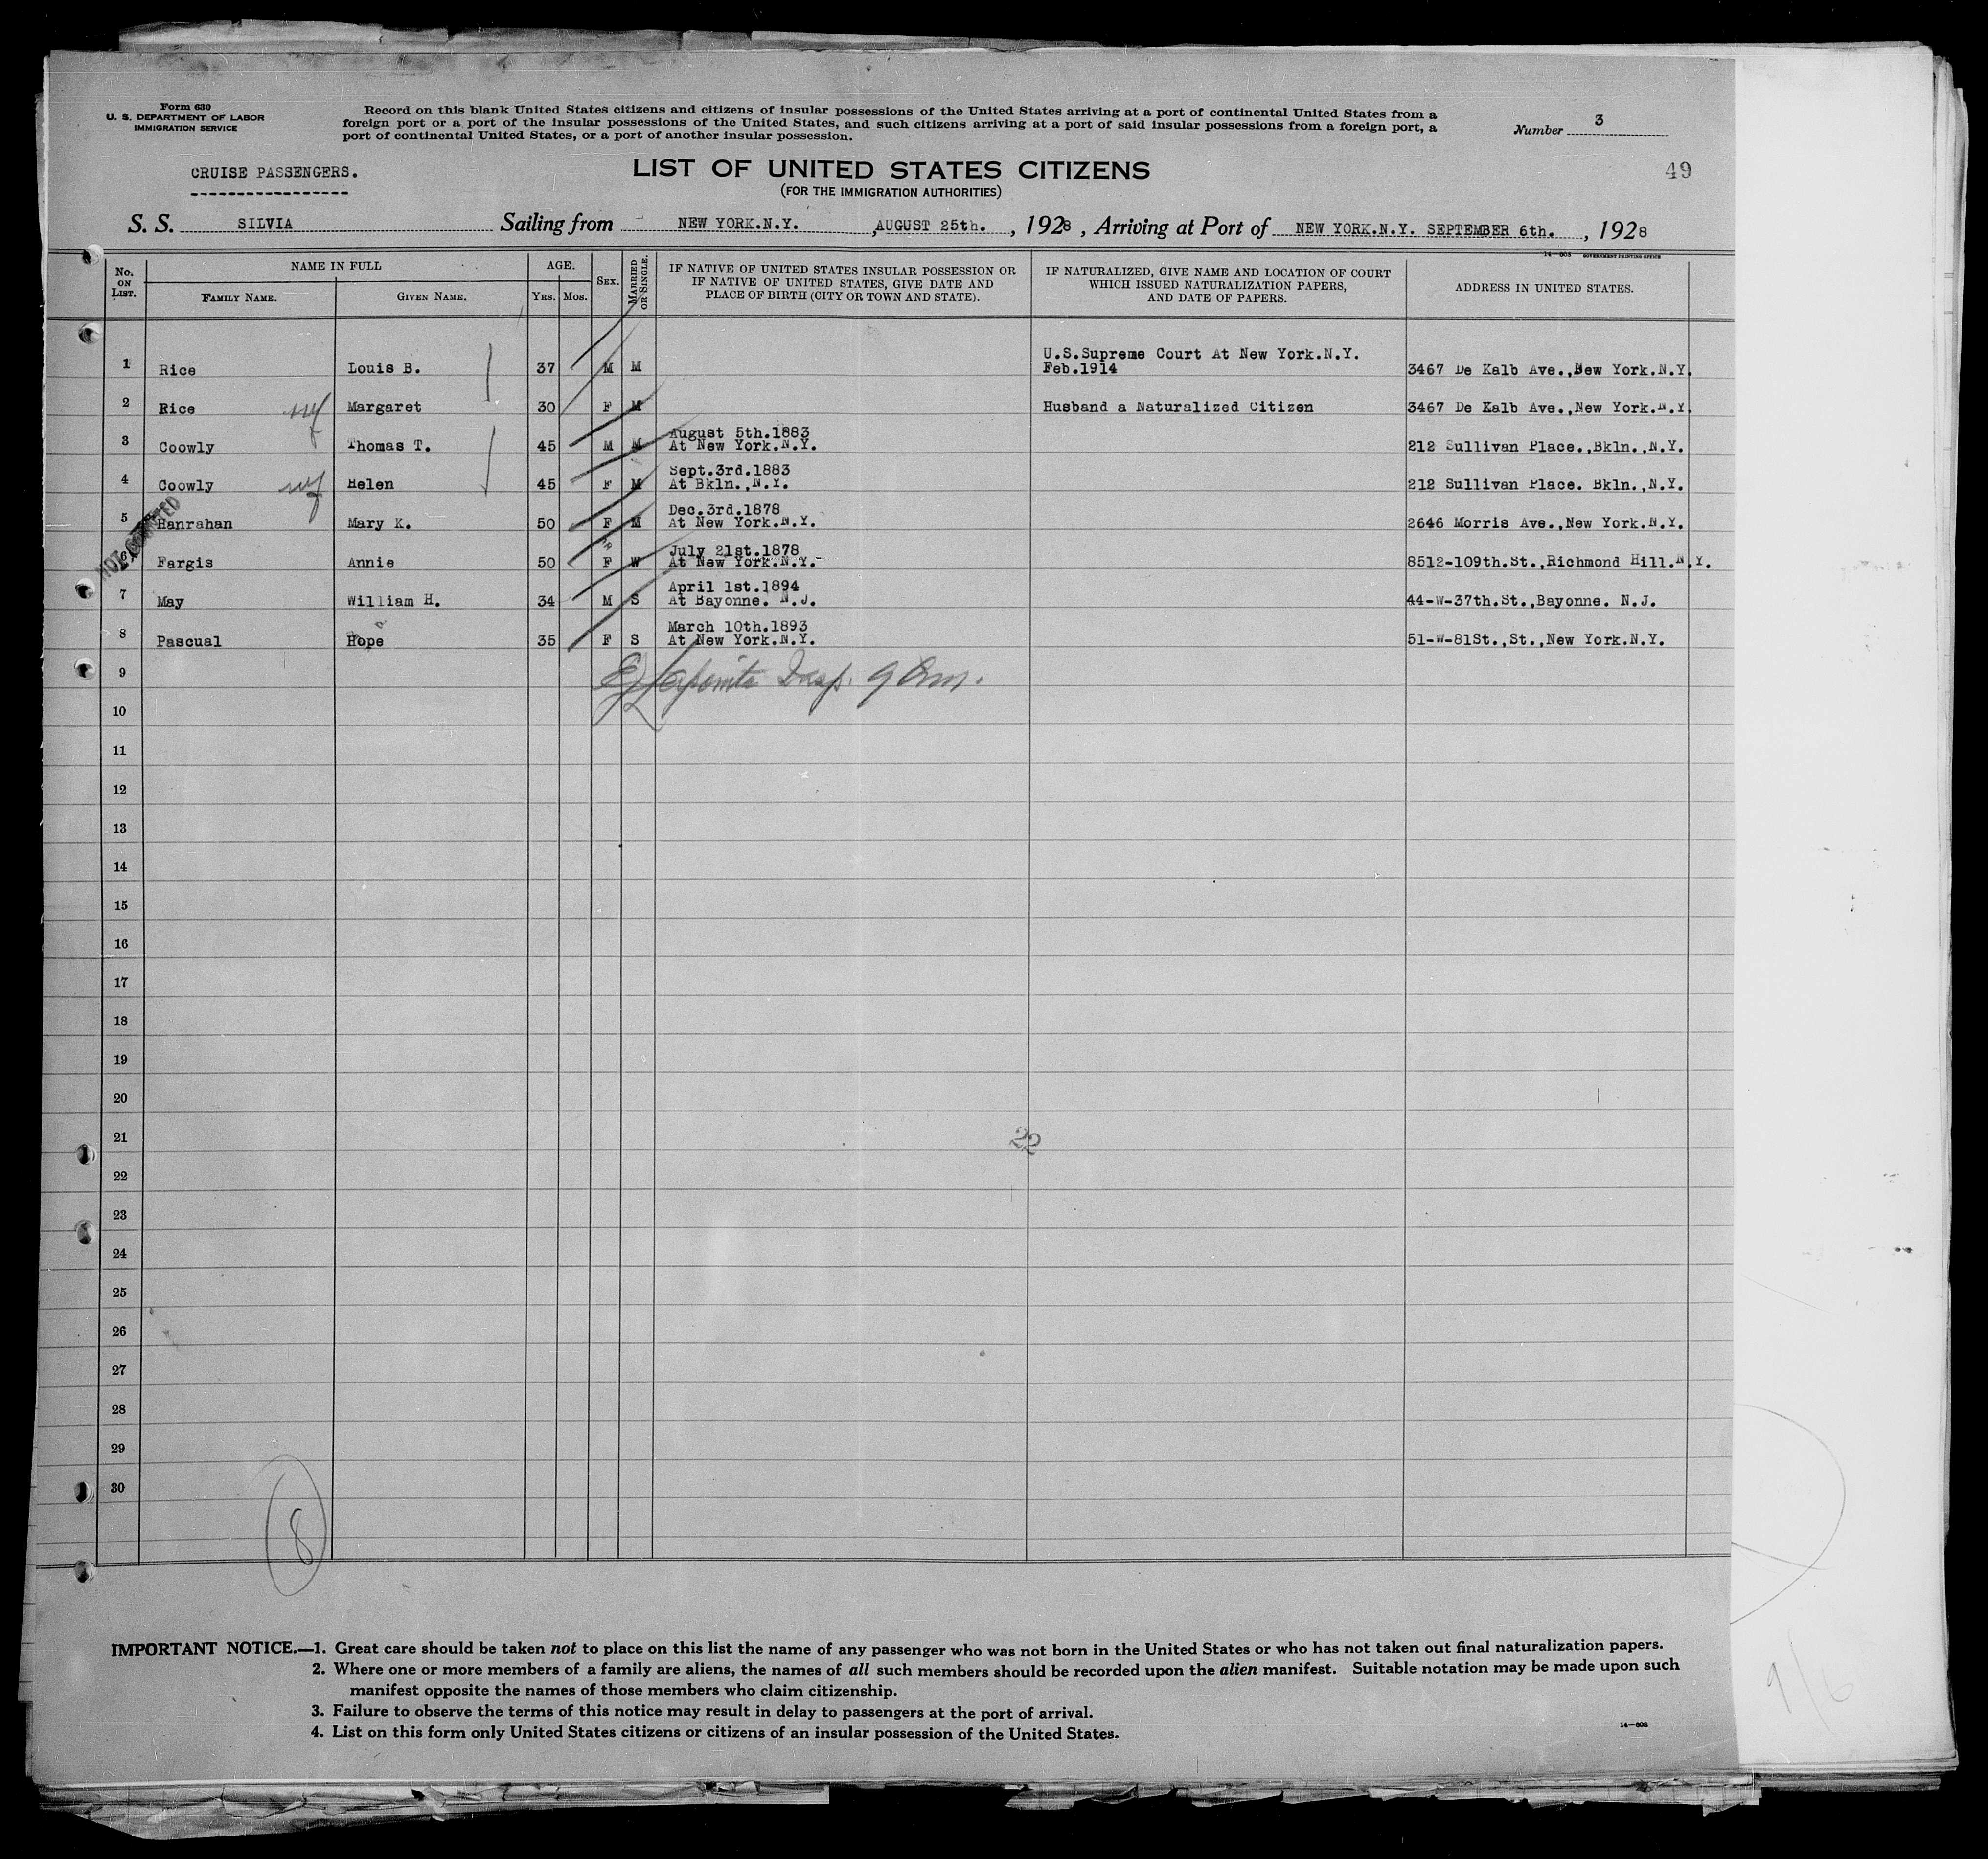 Form 630
U. S. DEPARTMENT OF LABOR
IMMIGRATION SERVICE
Record on this blank United States citizens and citizens of insular possessions of the United States arriving at a port of continental United States from a
foreign port or a port of the insular possessions of the United States, and such citizens arriving at a port of said insular possessions from a foreign port, a
port of continental United States, or a port of another insular possession.
Number 3
CRUISE PASSENGERS.
LIST OF UNITED STATES CITIZENS
49
(FOR THE IMMIGRATION AUTHORITIES)
S. S. SILVIA Sailing from NEW YORK.N.Y. ,AUGUST 25th. , 1928 , Arriving at Port of NEW YORK.N.Y. SEPTEMBER 6th. , 1928
14—608 GOVERNMENT PRINTING OFFICE
No. ON LIST. NAME IN FULL FAMILY NAME. GIVEN NAME. AGE. YRS. MOS. SEX. MARRIED OR SINGLE. IF NATIVE OF UNITED STATES INSULAR POSSESSION OR IF NATIVE OF UNITED STATES, GIVE DATE AND PLACE OF BIRTH (CITY OR TOWN AND STATE). IF NATURALIZED, GIVE NAME AND LOCATION OF COURT WHICH ISSUED NATURALIZATION PAPERS, AND DATE OF PAPERS. ADDRESS IN UNITED STATES.
U.S.Supreme Court At New York.N.Y.
1 Rice Louis B. 37 M M Feb.1914 3467 De Kalb Ave.,New York.N.Y.
2 Rice wf Margaret 30 F M Husband a Naturalized Citizen 3467 De Kalb Ave.,New York.N.Y.
August 5th.1883
3 Coowly Thomas T. 45 M M At New York.N.Y. 212 Sullivan Place.,Bkln.,N.Y.
Sept.3rd.1883
4 Coowly wf Helen 45 F M At Bkln.,N.Y. 212 Sullivan Place. Bkln.,N.Y.
Dec.3rd.1878
5 Hanrahan Mary K. 50 F M At New York.N.Y. 2646 Morris Ave.,New York.N.Y.
July 21st.1878
6 Fargis Annie 50 F W At New York.N.Y. 8512-109th.St.,Richmond Hill.N.Y.
April 1st.1894
7 May William H. 34 M S At Bayonne. N.J. 44-W-37th.St.,Bayonne. N.J.
March 10th.1893
8 Pascual Hope 35 F S At New York.N.Y. 51-W-81St.,St.,New York.N.Y.
9
10
11
12
13
14
15
16
17
18
19
20
21
22
22
23
24
25
26
27
28
29
30
8
IMPORTANT NOTICE.—1. Great care should be taken not to place on this list the name of any passenger who was not born in the United States or who has not taken out final naturalization papers.
2. Where one or more members of a family are aliens, the names of all such members should be recorded upon the alien manifest. Suitable notation may be made upon such
manifest opposite the names of those members who claim citizenship.
3. Failure to observe the terms of this notice may result in delay to passengers at the port of arrival.
4. List on this form only United States citizens or citizens of an insular possession of the United States.
14—608
9/6